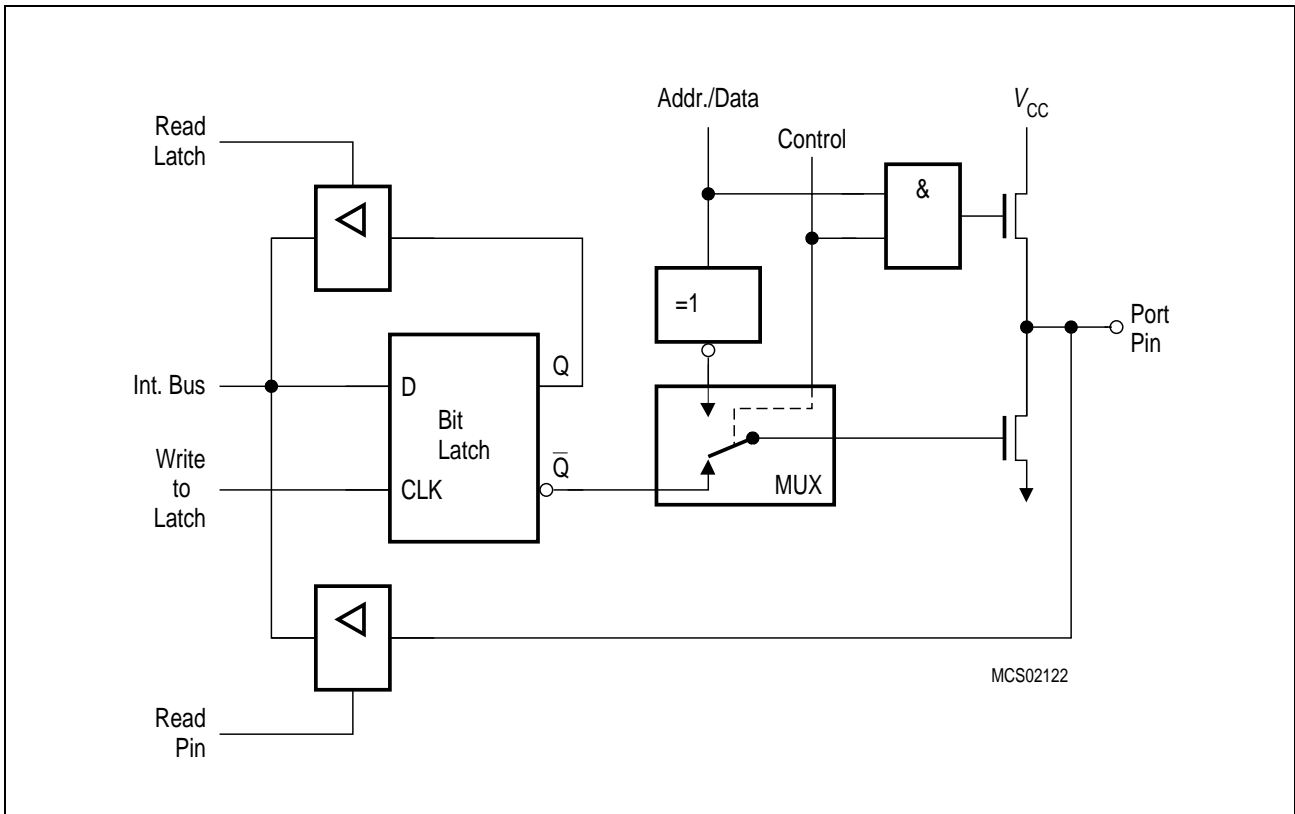 Addr./Data
V CC
Control
Read
Latch
&
=1
Port
Pin
Int. Bus
D
Q
Bit
Latch
Write
to
Latch
CLK
Q̅
MUX
MCS02122
Read
Pin